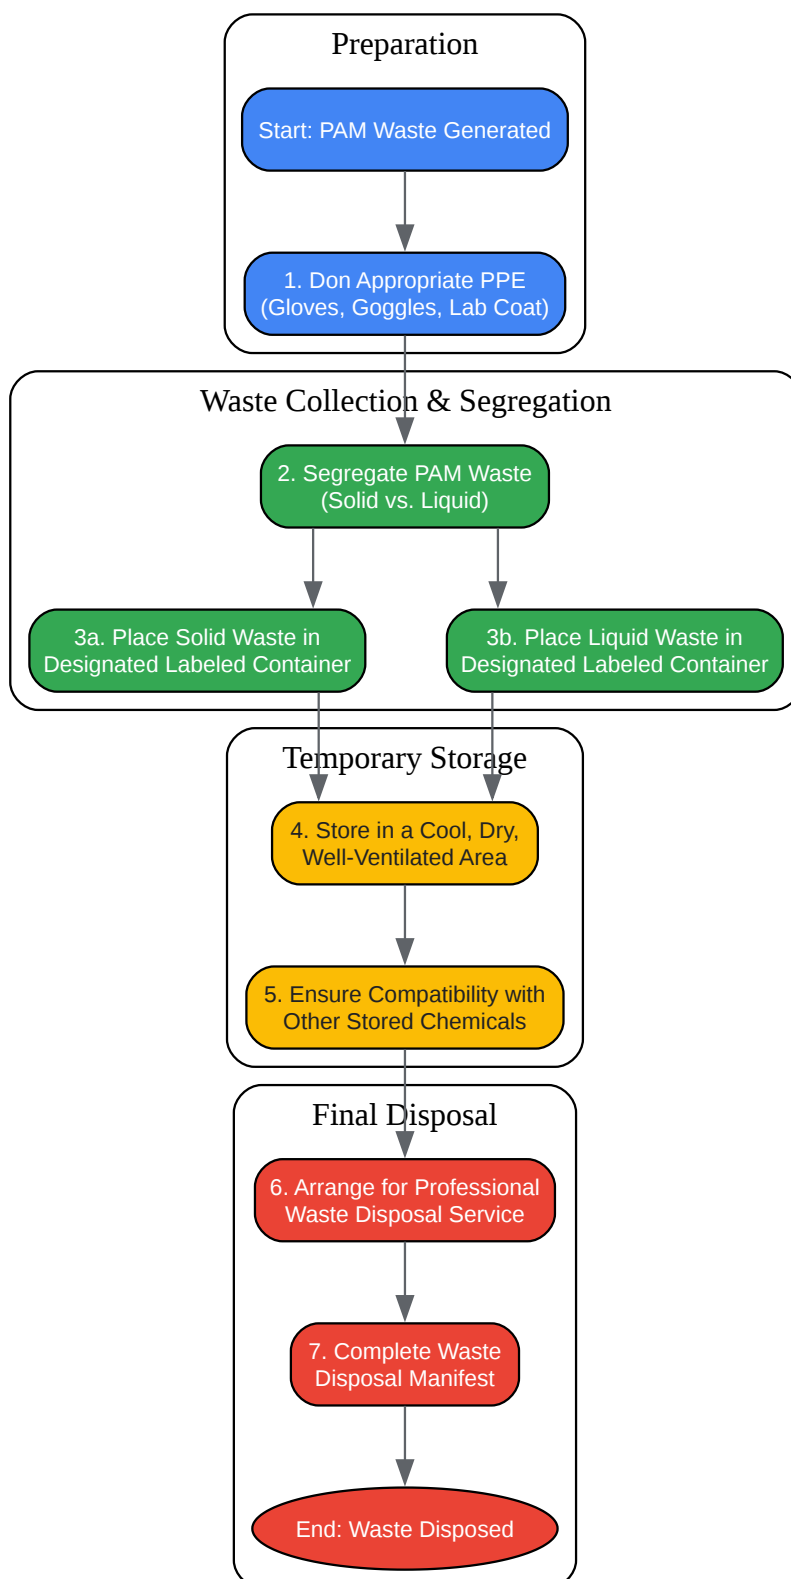 Preparation
Start: PAM Waste Generated
1. Don Appropriate PPE
(Gloves, Goggles, Lab Coat)
Waste Collection & Segregation
2. Segregate PAM Waste
(Solid vs. Liquid)
3a. Place Solid Waste in
Designated Labeled Container
3b. Place Liquid Waste in
Designated Labeled Container
Temporary Storage
4. Store in a Cool, Dry,
Well-Ventilated Area
5. Ensure Compatibility with
Other Stored Chemicals
Final Disposal
6. Arrange for Professional
Waste Disposal Service
7. Complete Waste
Disposal Manifest
End: Waste Disposed